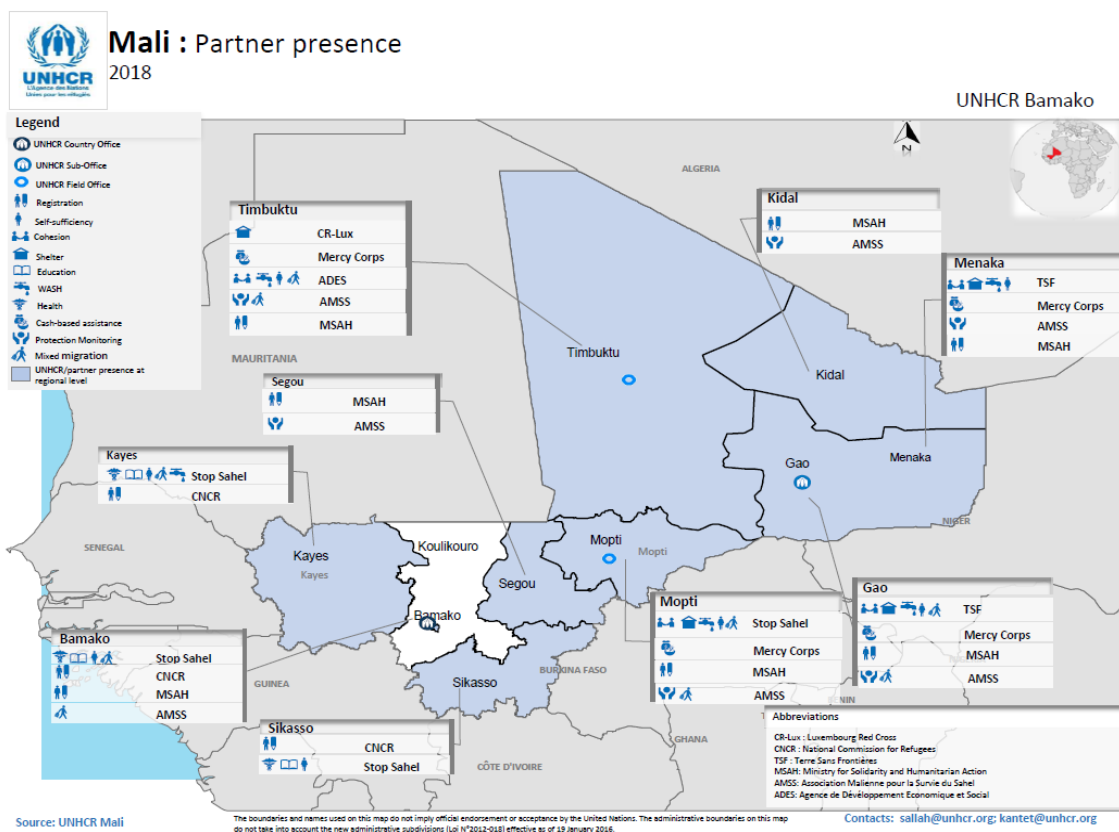 UNHCR
L'Agence des Nations
Unies pour les réfugiés
Mali : Partner presence
2018
UNHCR Bamako
Legend
UNHCR Country Office
UNHCR Sub-Office
UNHCR Field Office
Registration
Self-sufficiency
Cohesion
Shelter
Education
WASH
Health
Cash-based assistance
Protection Monitoring
Mixed migration
UNHCR/partner presence at
regional level
N
ALGERIA
Timbuktu
CR-Lux
Mercy Corps
ADES
AMSS
MSAH
Kidal
MSAH
AMSS
Menaka
TSF
Mercy Corps
AMSS
MSAH
MAURITANIA
Timbuktu
Kidal
Segou
MSAH
AMSS
Kayes
Stop Sahel
CNCR
Gao
Menaka
NIGER
SENEGAL
Kayes
Kayes
Koulikouro
Mopti
Mopti
Segou
Bamako
Sikasso
BURKINA FASO
GUINEA
GHANA
CÔTE D'IVOIRE
Bamako
Stop Sahel
CNCR
MSAH
AMSS
Sikasso
CNCR
Stop Sahel
Mopti
Stop Sahel
Mercy Corps
MSAH
AMSS
Gao
TSF
Mercy Corps
MSAH
AMSS
Abbreviations
CR-Lux : Luxembourg Red Cross
CNCR : National Commission for Refugees
TSF : Terre Sans Frontières
MSAH: Ministry for Solidarity and Humanitarian Action
AMSS: Association Malienne pour la Survie du Sahel
ADES: Agence de Dévéloppement Economique et Social
Source: UNHCR Mali
The boundaries and names used on this map do not imply official endorsement or acceptance by the United Nations. The administrative boundaries on this map
do not take into account the new administrative subdivisions (Loi N°2012-018) effective as of 19 January 2016.
Contacts: sallah@unhcr.org; kantet@unhcr.org